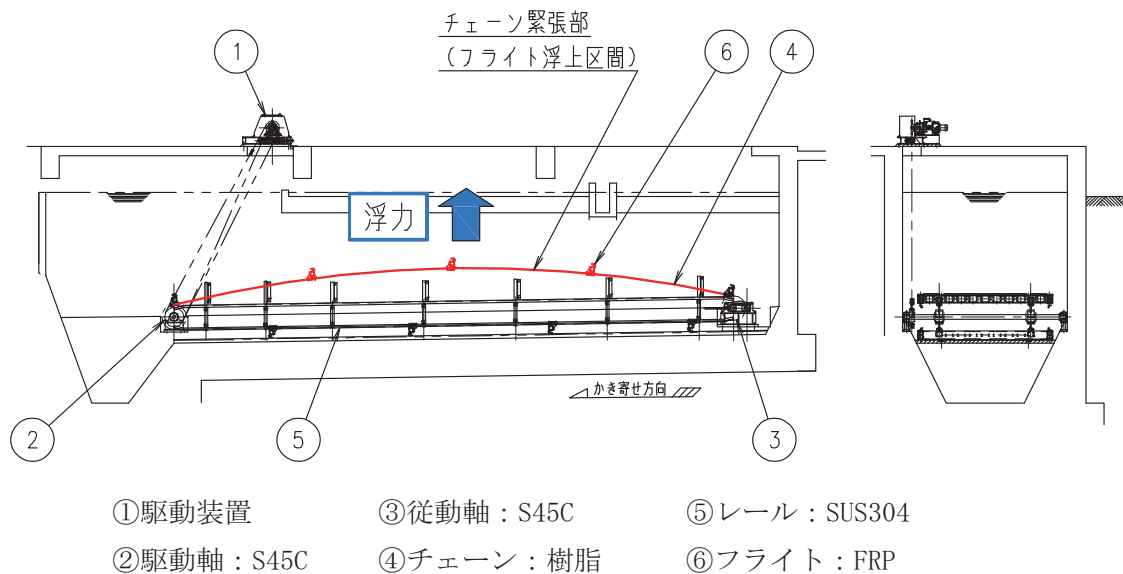 チェーン緊張部
(フライト浮上区間)
①
⑥
④
浮力
かき寄せ方向
②
⑤
③
①駆動装置 ③従動軸：S45C ⑤レール：SUS304
②駆動軸：S45C ④チェーン：樹脂 ⑥フライト：FRP